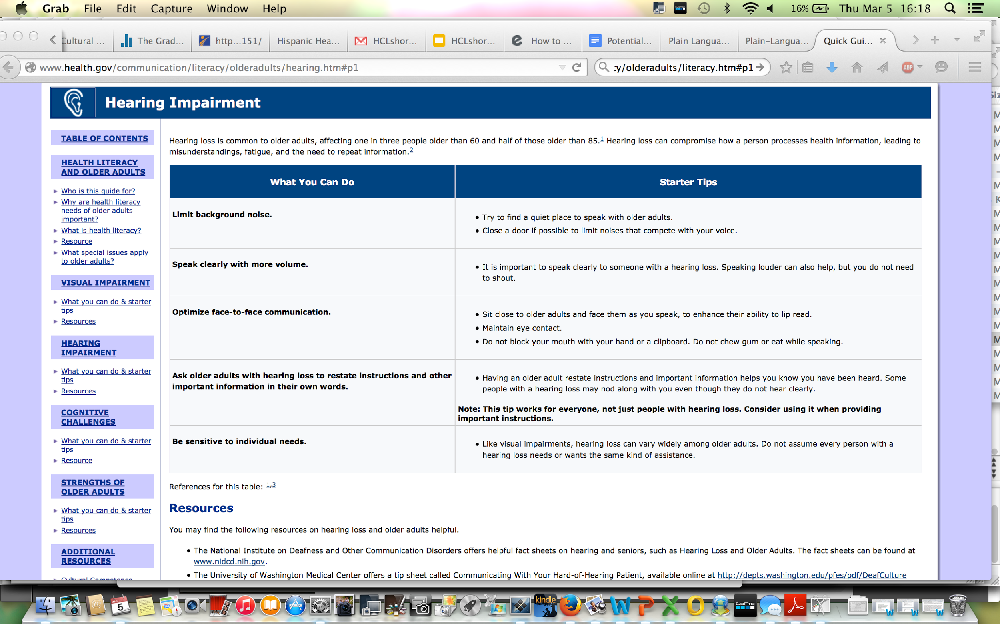 Grab File Edit Capture Window Help 16% Thu Mar 5 16:18
Cultural ... The Grad... http...151/ Hispanic Hea... HCLshor... HCLshor... How to ... Potential... Plain Langua... Plain-Langua... Quick Gui...
www.health.gov/communication/literacy/olderadults/hearing.htm#p1 :y/olderadults/literacy.htm#p1 ABP
Hearing Impairment
TABLE OF CONTENTS
HEALTH LITERACY
AND OLDER ADULTS
Who is this guide for?
Why are health literacy
needs of older adults
important?
What is health literacy?
Resource
What special issues apply
to older adults?
VISUAL IMPAIRMENT
What you can do & starter
tips
Resources
HEARING
IMPAIRMENT
What you can do & starter
tips
Resources
COGNITIVE
CHALLENGES
What you can do & starter
tips
Resource
STRENGTHS OF
OLDER ADULTS
What you can do & starter
tips
Resources
ADDITIONAL
RESOURCES
Cultural Competence
Hearing loss is common to older adults, affecting one in three people older than 60 and half of those older than 85.1 Hearing loss can compromise how a person processes health information, leading to
misunderstandings, fatigue, and the need to repeat information.2
What You Can Do Starter Tips
Limit background noise.
• Try to find a quiet place to speak with older adults.
• Close a door if possible to limit noises that compete with your voice.
Speak clearly with more volume.
• It is important to speak clearly to someone with a hearing loss. Speaking louder can also help, but you do not need
to shout.
Optimize face-to-face communication.
• Sit close to older adults and face them as you speak, to enhance their ability to lip read.
• Maintain eye contact.
• Do not block your mouth with your hand or a clipboard. Do not chew gum or eat while speaking.
Ask older adults with hearing loss to restate instructions and other
important information in their own words.
• Having an older adult restate instructions and important information helps you know you have been heard. Some
people with a hearing loss may nod along with you even though they do not hear clearly.
Note: This tip works for everyone, not just people with hearing loss. Consider using it when providing
important instructions.
Be sensitive to individual needs.
• Like visual impairments, hearing loss can vary widely among older adults. Do not assume every person with a
hearing loss needs or wants the same kind of assistance.
References for this table: 1,3
Resources
You may find the following resources on hearing loss and older adults helpful.
• The National Institute on Deafness and Other Communication Disorders offers helpful fact sheets on hearing and seniors, such as Hearing Loss and Older Adults. The fact sheets can be found at
www.nidcd.nih.gov.
• The University of Washington Medical Center offers a tip sheet called Communicating With Your Hard-of-Hearing Patient, available online at http://depts.washington.edu/pfes/pdf/DeafCulture
MAR 5 kindle GoPro